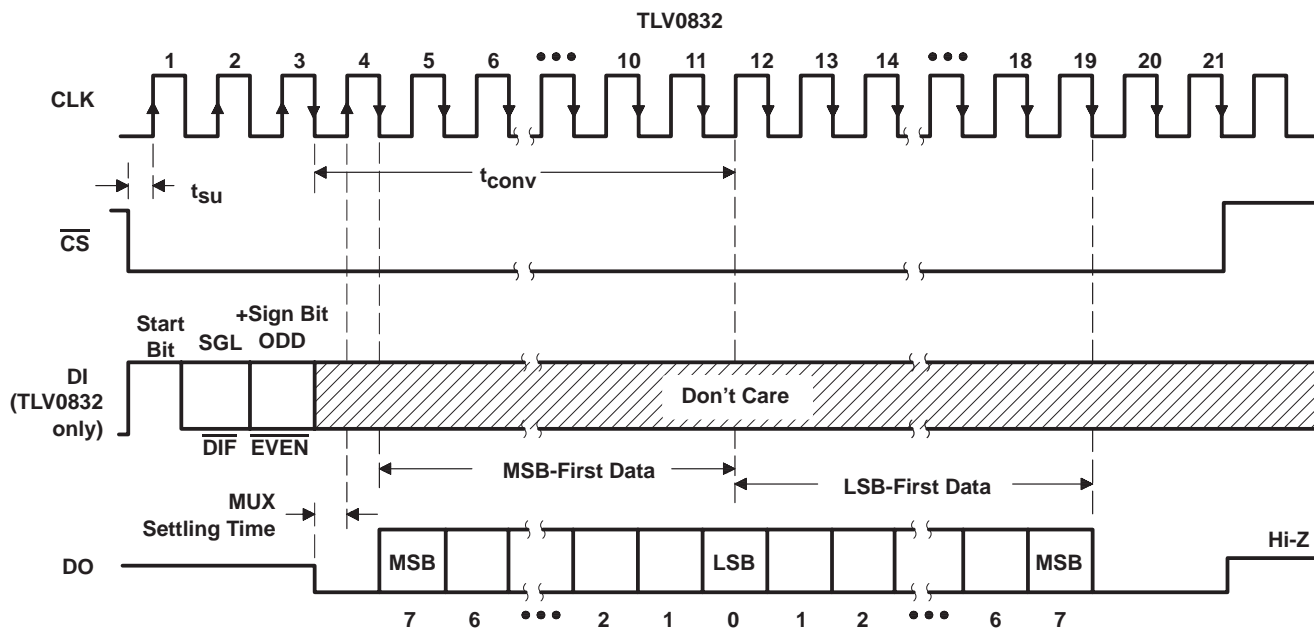 TLV0832
1 2 3 4 5 6 ●●●● 10 11 12 13 14 ●●●● 18 19 20 21
CLK
tsu
tconv
CS
Start
Bit
SGL
+Sign Bit
ODD
DI
(TLV0832
only)
Don't Care
DIF EVEN
MSB-First Data
LSB-First Data
MUX
Settling Time
Hi-Z
DO
MSB LSB MSB
7 6 ●●●● 2 1 0 1 2 ●●●● 6 7